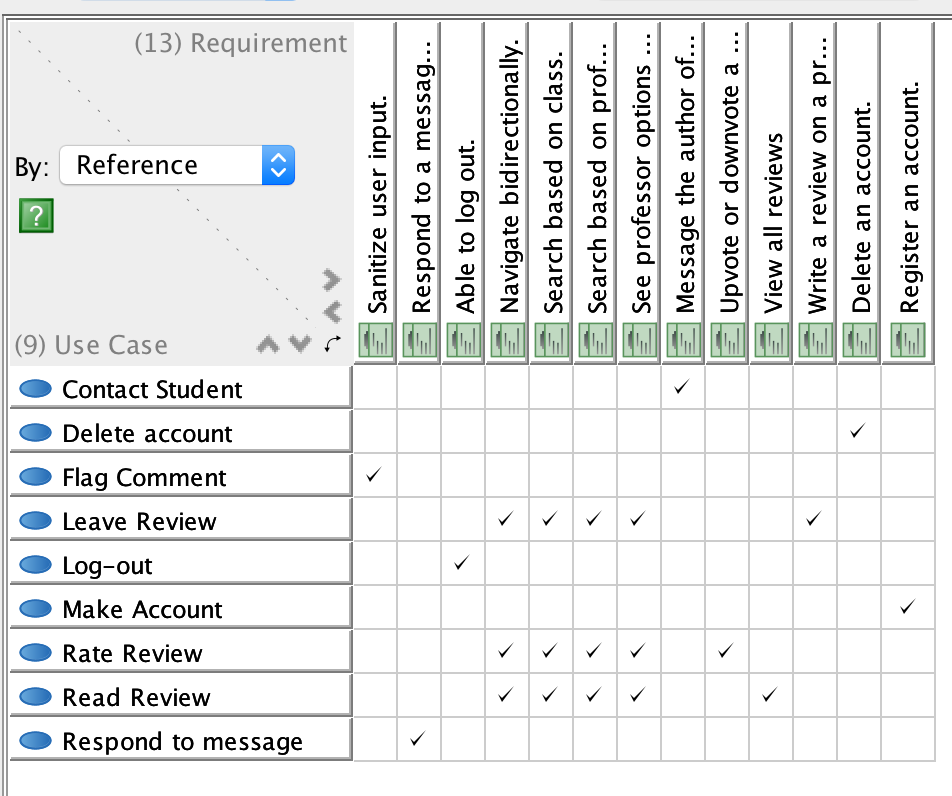 (13) Requirement
By: Reference
?
(9) Use Case
Sanitize user input.
Respond to a messag...
Able to log out.
Navigate bidirectionally.
Search based on class.
Search based on prof...
See professor options ...
Message the author of...
Upvote or downvote a ...
View all reviews
Write a review on a pr...
Delete an account.
Register an account.
Contact Student
Delete account
Flag Comment
Leave Review
Log-out
Make Account
Rate Review
Read Review
Respond to message